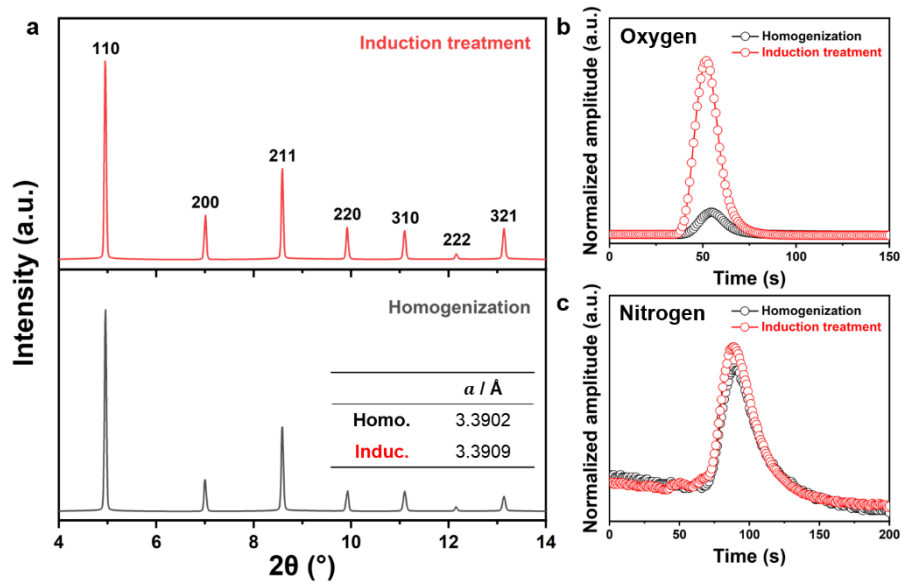 a
Induction treatment
110
200
211
220
310
222
321
Homogenization
a / Å
Homo. 3.3902
Induc. 3.3909
Intensity (a.u.)
4 6 8 10 12 14
2θ (°)
b
Oxygen
Homogenization
Induction treatment
Normalized amplitude (a.u.)
0 50 100 150
Time (s)
c
Nitrogen
Homogenization
Induction treatment
Normalized amplitude (a.u.)
0 50 100 150 200
Time (s)